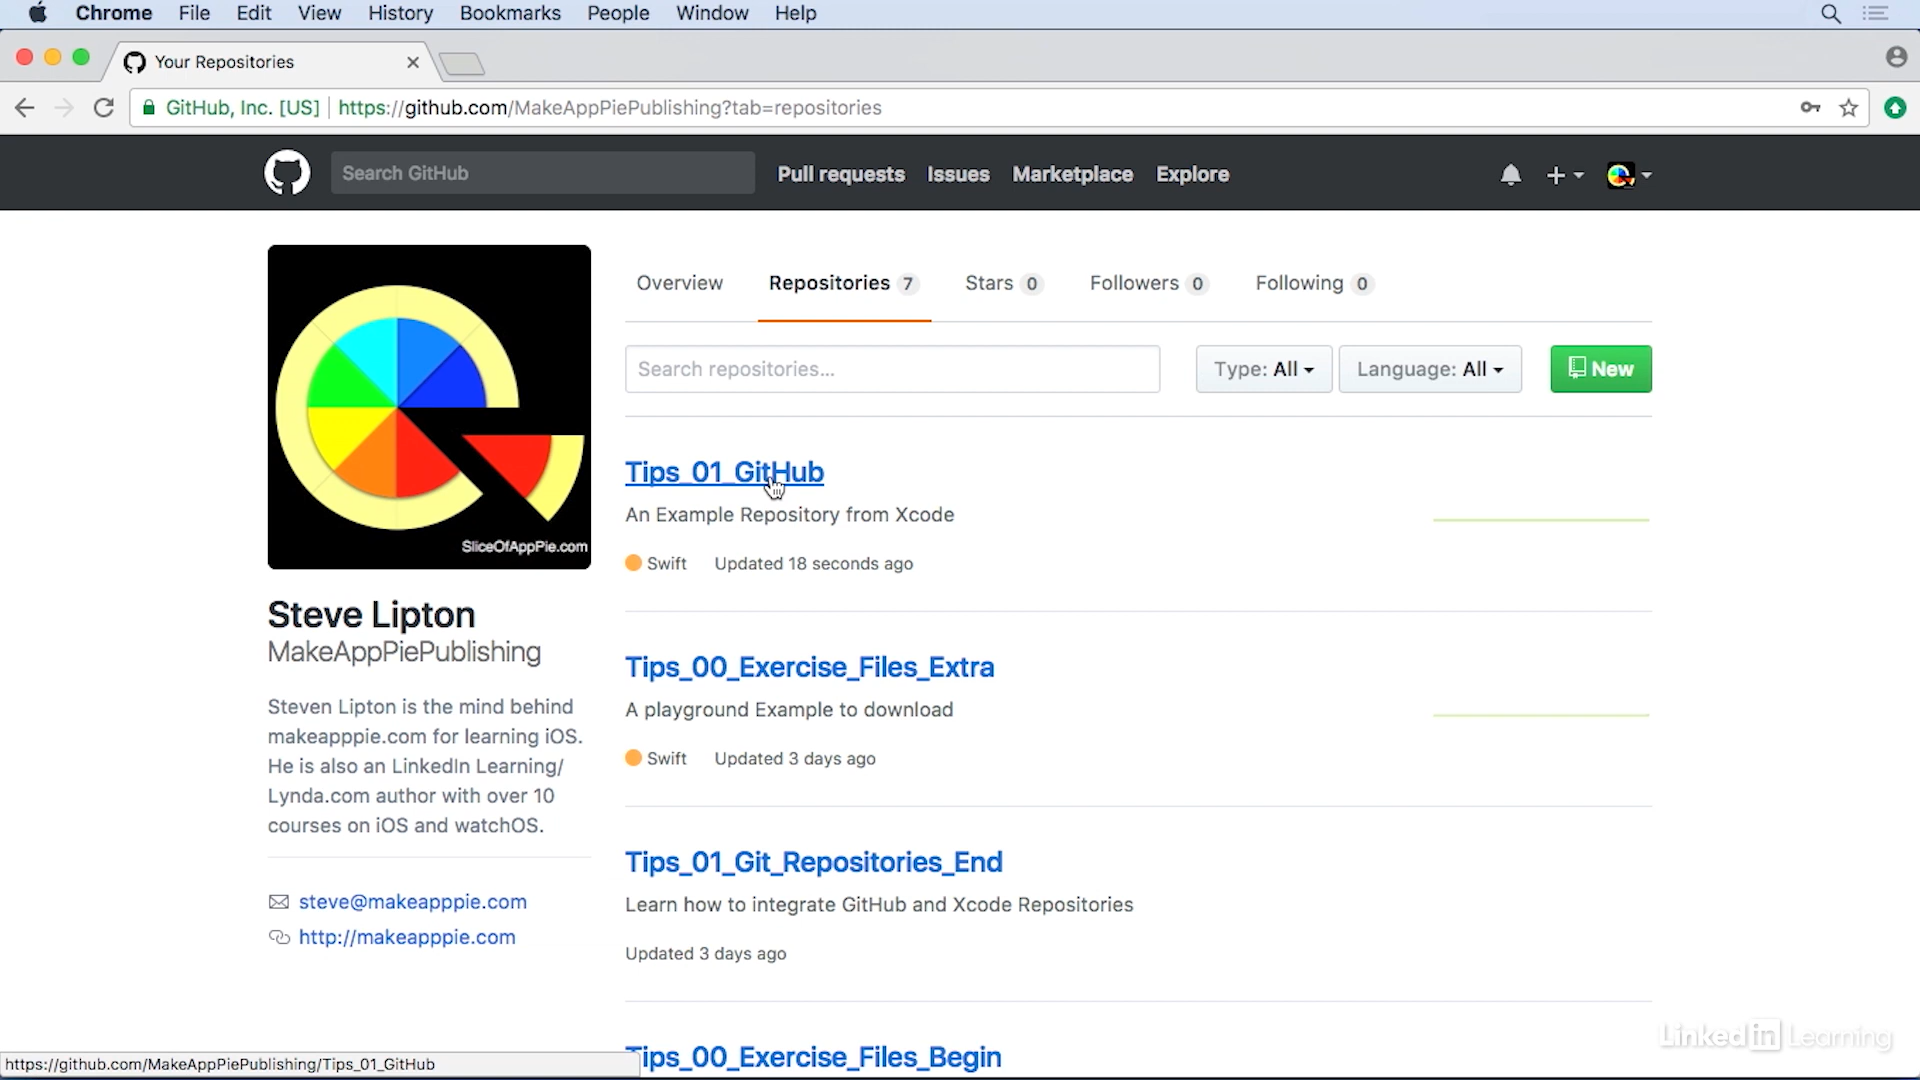 Chrome File Edit View History Bookmarks People Window Help
Your Repositories
GitHub, Inc. [US] https://github.com/MakeAppPiePublishing?tab=repositories
Search GitHub Pull requests Issues Marketplace Explore
Overview Repositories 7 Stars 0 Followers 0 Following 0
Search repositories... Type: All Language: All New
Tips_01_GitHub
An Example Repository from Xcode
Swift Updated 18 seconds ago
SliceOfAppPie.com
Steve Lipton
MakeAppPiePublishing
Steven Lipton is the mind behind
makeapppie.com for learning iOS.
He is also an LinkedIn Learning/
Lynda.com author with over 10
courses on iOS and watchOS.
steve@makeapppie.com
http://makeapppie.com
Tips_00_Exercise_Files_Extra
A playground Example to download
Swift Updated 3 days ago
Tips_01_Git_Repositories_End
Learn how to integrate GitHub and Xcode Repositories
Updated 3 days ago
Tips_00_Exercise_Files_Begin
https://github.com/MakeAppPiePublishing/Tips_01_GitHub
Linked in Learning